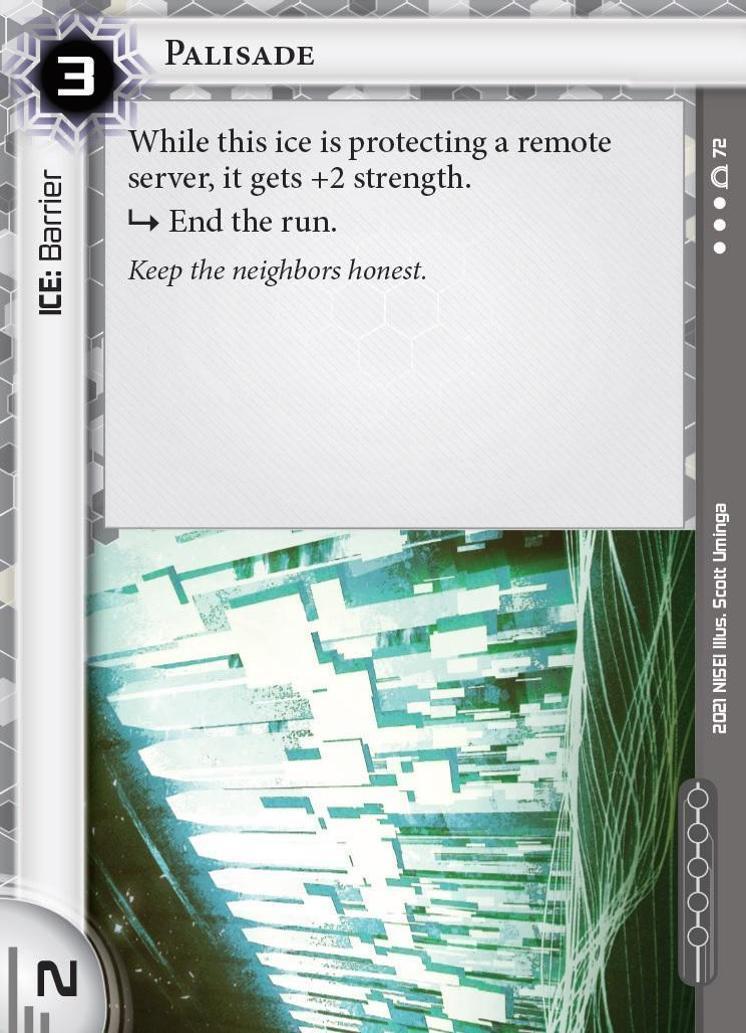 3
Palisade
While this ice is protecting a remote
server, it gets +2 strength.
↳ End the run.
Keep the neighbors honest.
ICE: Barrier
2
72
2021 NISEI Illus. Scott Uminga